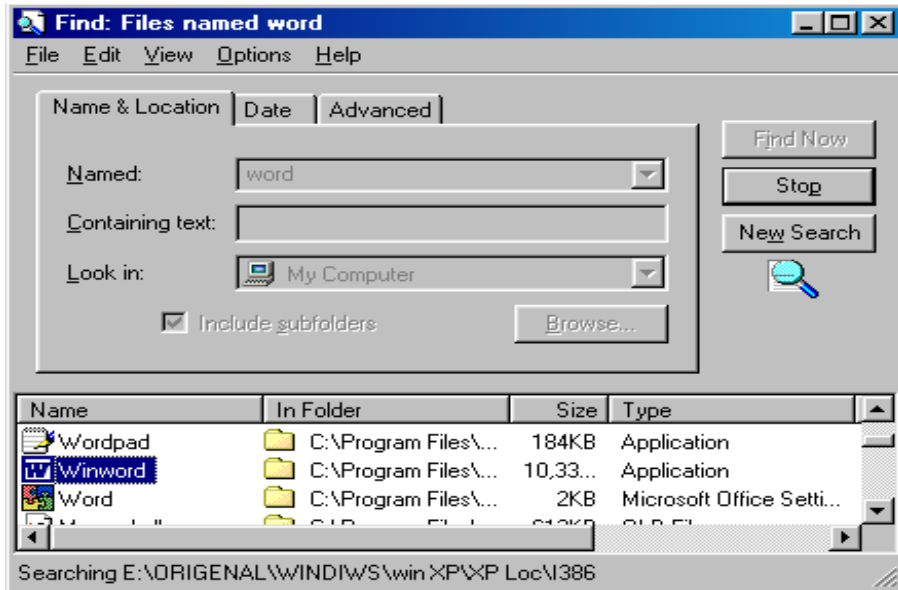 Find: Files named word
File Edit View Options Help
Name & Location Date Advanced
Find Now
Named: word
Stop
Containing text:
New Search
Look in: My Computer
Include subfolders Browse...
Name In Folder Size Type
Wordpad C:\Program Files\... 184KB Application
Winword C:\Program Files\... 10,33... Application
Word C:\Program Files\... 2KB Microsoft Office Setti...
Searching E:\ORIGENAL\WINDIWS\win XP\XP Loc\I386